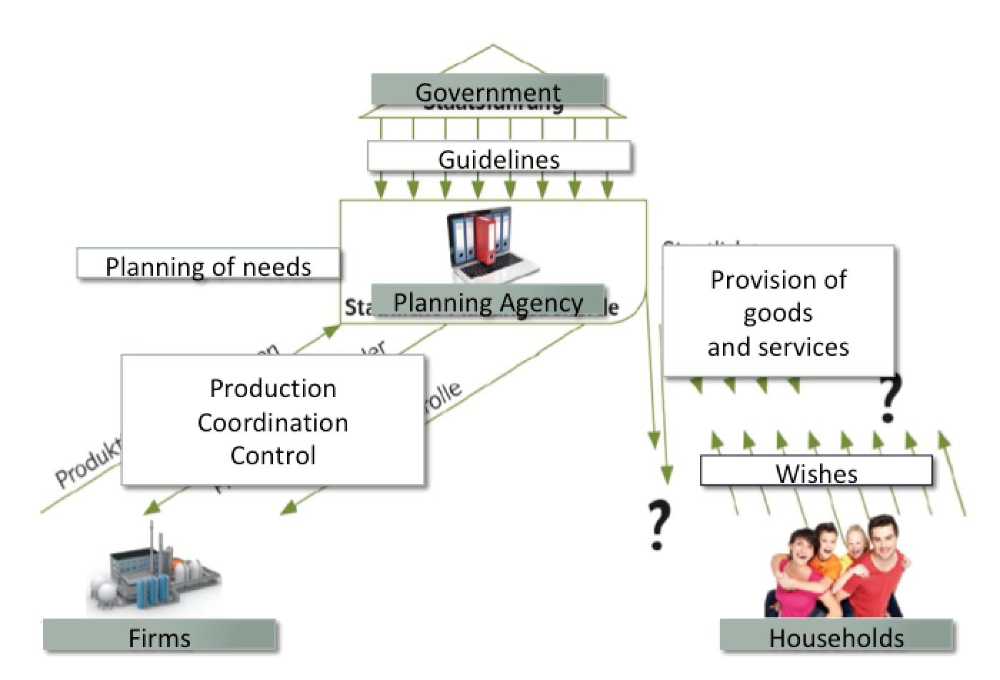 Government
Guidelines
Planning of needs
Planning Agency
Provision of
goods
and services
?
Production
Coordination
Control
Wishes
?
Firms
Households